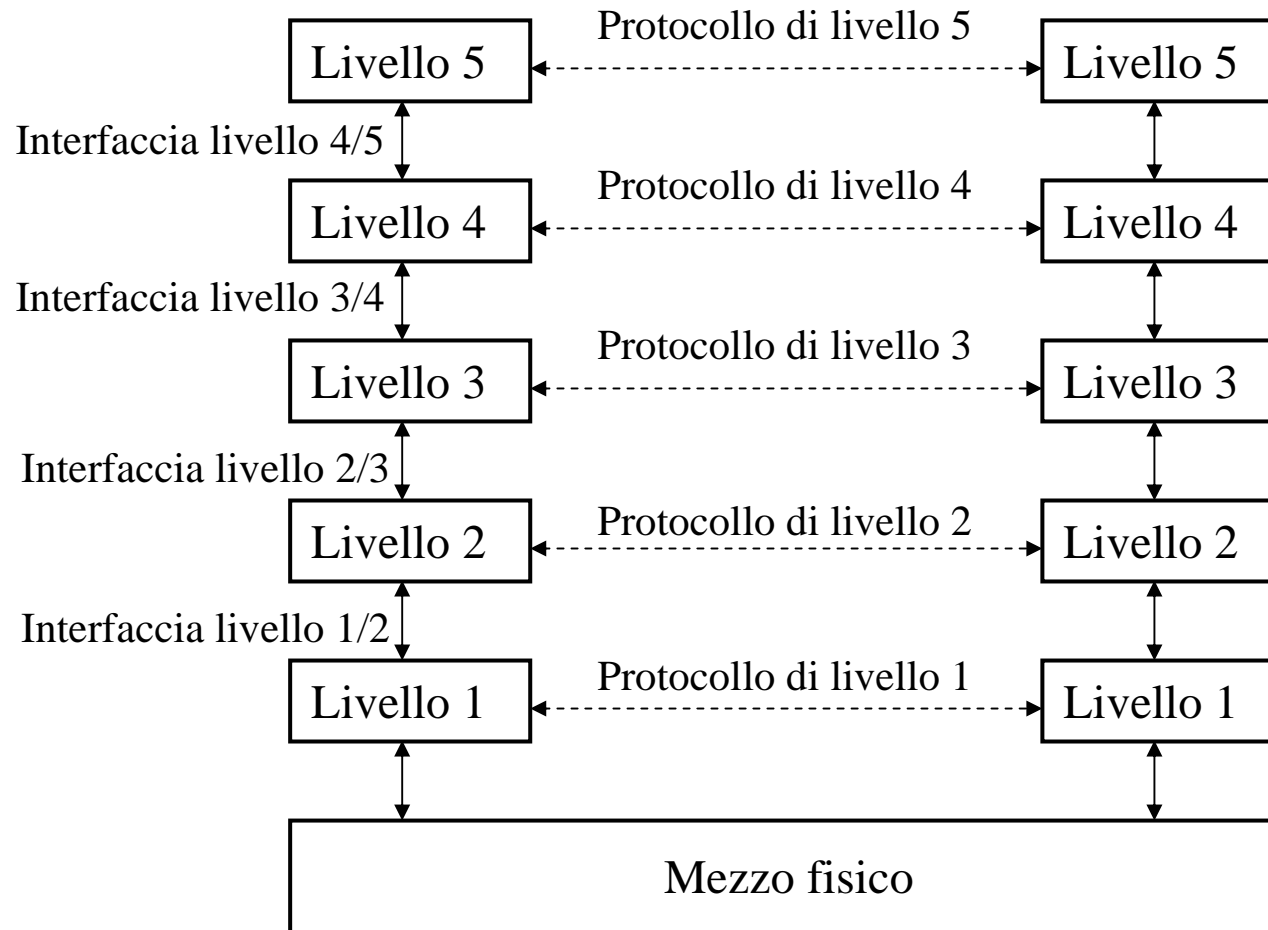 Protocollo di livello 5
Livello 5
Livello 5
Interfaccia livello 4/5
Protocollo di livello 4
Livello 4
Livello 4
Interfaccia livello 3/4
Protocollo di livello 3
Livello 3
Livello 3
Interfaccia livello 2/3
Protocollo di livello 2
Livello 2
Livello 2
Interfaccia livello 1/2
Protocollo di livello 1
Livello 1
Livello 1
Mezzo fisico